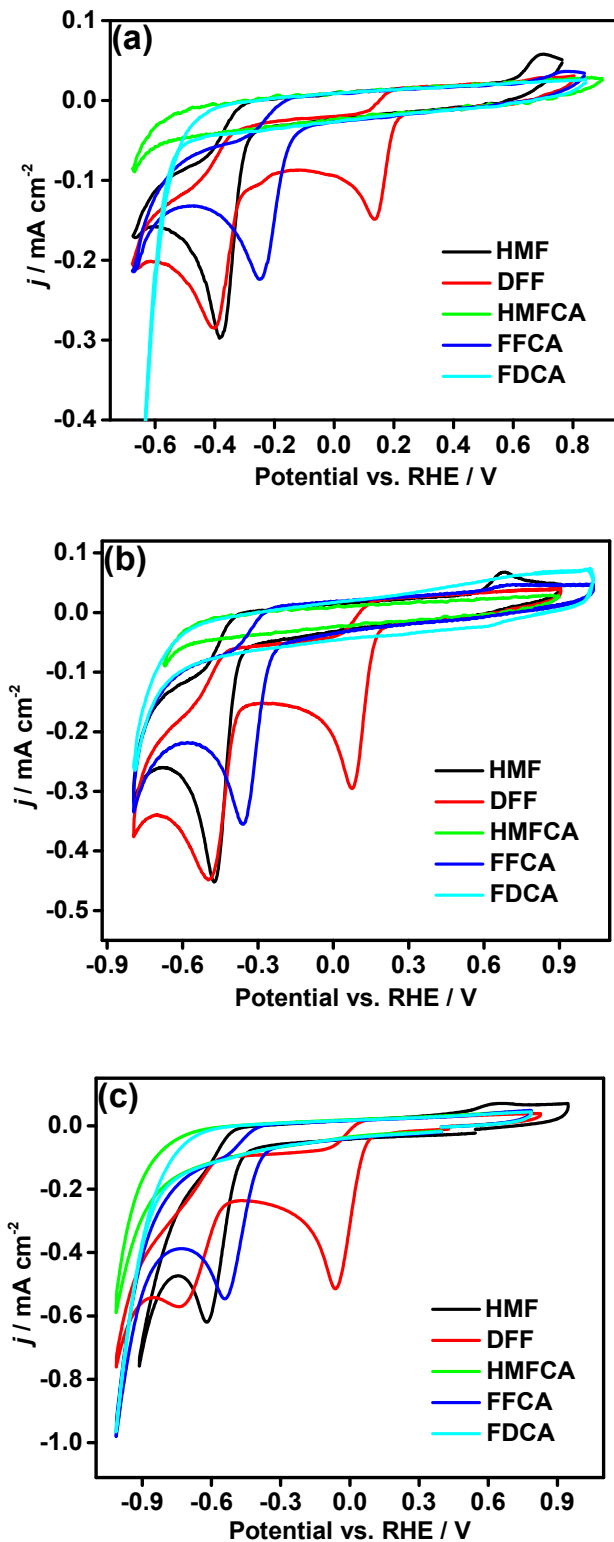 (a)
0.1
0.0
-0.1
-0.2
-0.3
-0.4
j / mA cm-2
HMF
DFF
HMFCA
FFCA
FDCA
-0.6 -0.4 -0.2 0.0 0.2 0.4 0.6 0.8
Potential vs. RHE / V
(b)
0.1
0.0
-0.1
-0.2
-0.3
-0.4
-0.5
j / mA cm-2
HMF
DFF
HMFCA
FFCA
FDCA
-0.9 -0.6 -0.3 0.0 0.3 0.6 0.9
Potential vs. RHE / V
(c)
0.0
-0.2
-0.4
-0.6
-0.8
-1.0
j / mA cm-2
HMF
DFF
HMFCA
FFCA
FDCA
-0.9 -0.6 -0.3 0.0 0.3 0.6 0.9
Potential vs. RHE / V